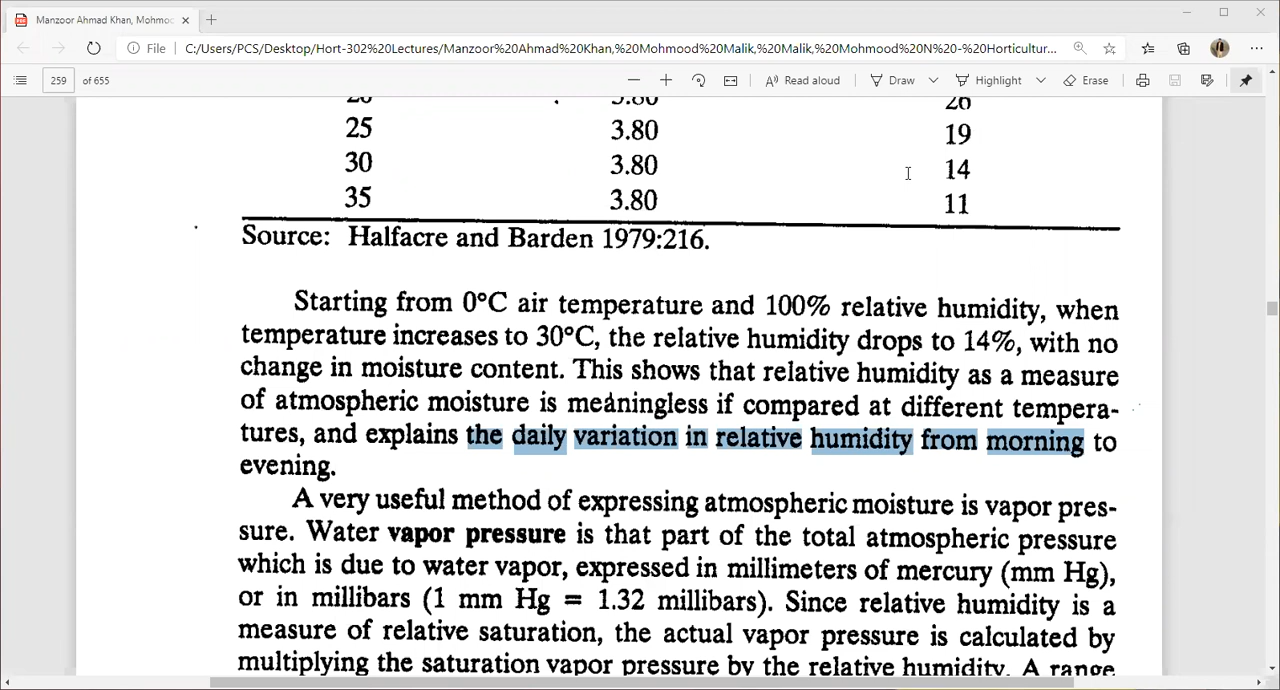 Manzoor Ahmad Khan, Mohmoo
File C:/Users/PCS/Desktop/Hort-302%20Lectures/Manzoor%20Ahmad%20Khan,%20Mohmood%20Malik,%20Malik,%20Mohmood%20N%20-%20Horticultur...
259 of 655 Read aloud Draw Highlight Erase
20 3.80 26
25 3.80 19
30 3.80 14
35 3.80 11
Source: Halfacre and Barden 1979:216.
Starting from 0°C air temperature and 100% relative humidity, when
temperature increases to 30°C, the relative humidity drops to 14%, with no
change in moisture content. This shows that relative humidity as a measure
of atmospheric moisture is meaningless if compared at different tempera-
tures, and explains the daily variation in relative humidity from morning to
evening.
A very useful method of expressing atmospheric moisture is vapor pres-
sure. Water vapor pressure is that part of the total atmospheric pressure
which is due to water vapor, expressed in millimeters of mercury (mm Hg),
or in millibars (1 mm Hg = 1.32 millibars). Since relative humidity is a
measure of relative saturation, the actual vapor pressure is calculated by
multiplying the saturation vapor pressure by the relative humidity. A range